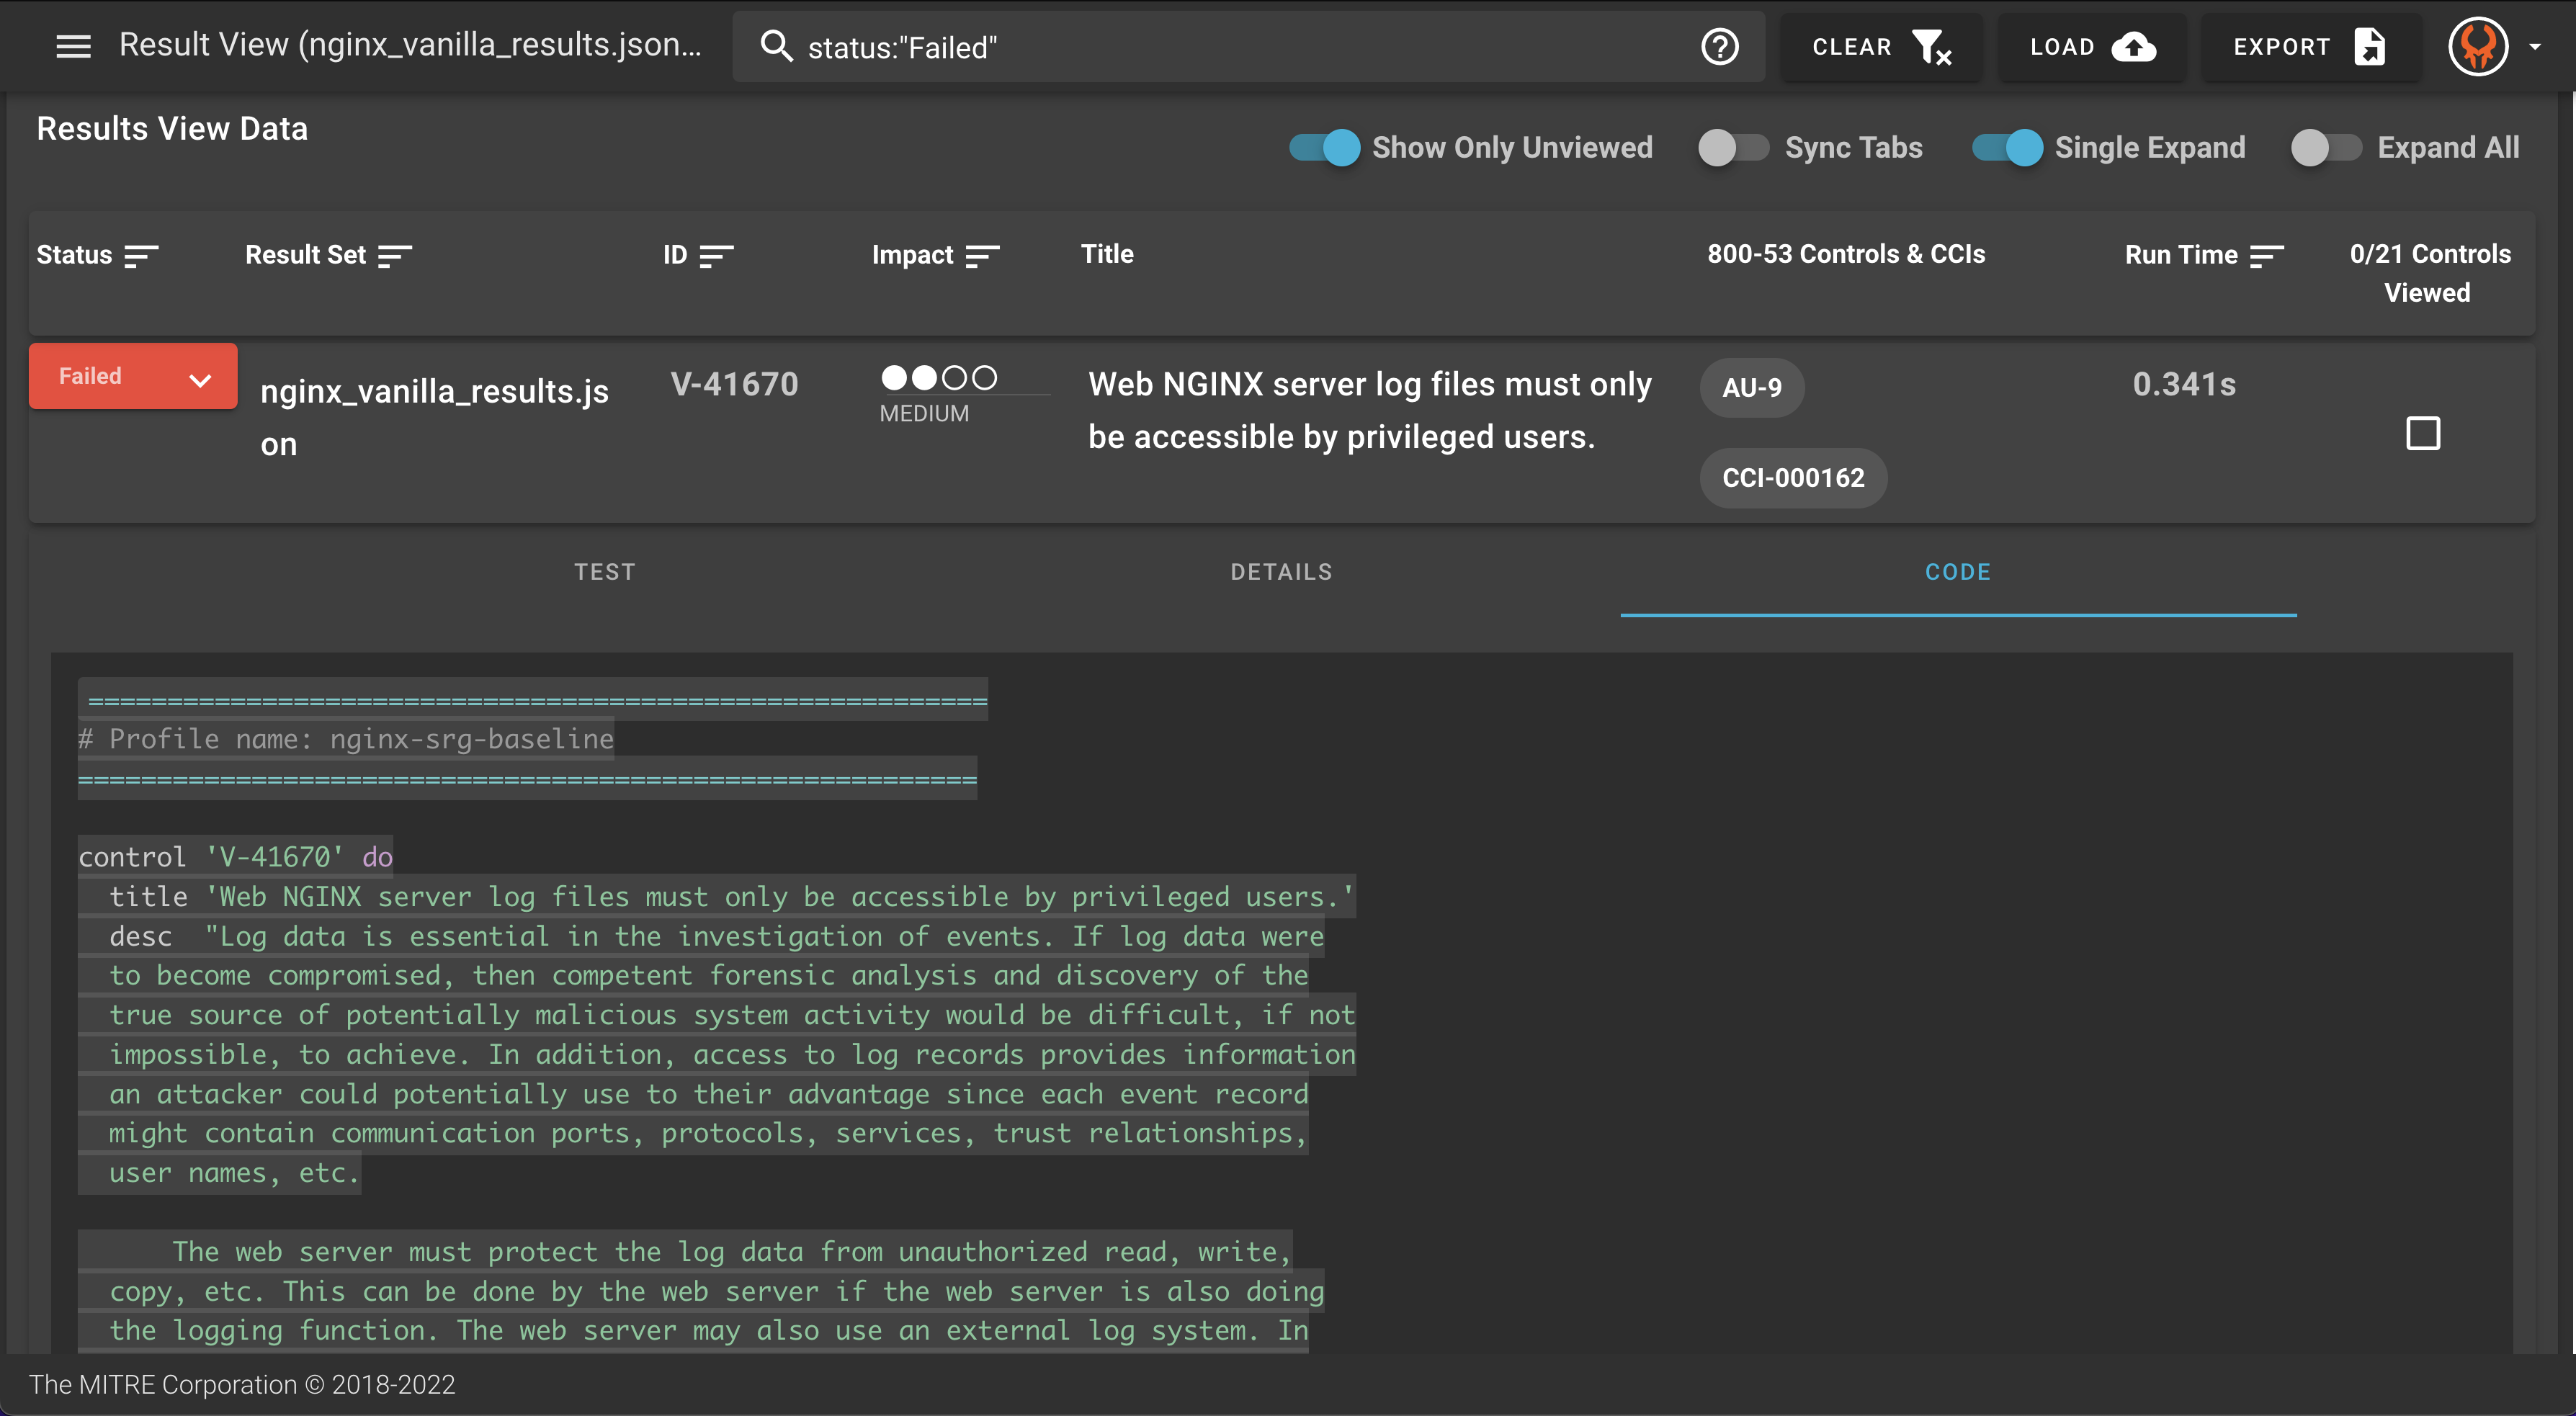 Result View (nginx_vanilla_results.json...
status:"Failed"
CLEAR
LOAD
EXPORT
Results View Data
Show Only Unviewed
Sync Tabs
Single Expand
Expand All
Status
Result Set
ID
Impact
Title
800-53 Controls & CCIs
Run Time
0/21 Controls
Viewed
Failed
nginx_vanilla_results.js
on
V-41670
MEDIUM
Web NGINX server log files must only
be accessible by privileged users.
AU-9
CCI-000162
0.341s
TEST
DETAILS
CODE
=========================================================
# Profile name: nginx-srg-baseline
=========================================================
control 'V-41670' do
title 'Web NGINX server log files must only be accessible by privileged users.'
desc "Log data is essential in the investigation of events. If log data were
to become compromised, then competent forensic analysis and discovery of the
true source of potentially malicious system activity would be difficult, if not
impossible, to achieve. In addition, access to log records provides information
an attacker could potentially use to their advantage since each event record
might contain communication ports, protocols, services, trust relationships,
user names, etc.
The web server must protect the log data from unauthorized read, write,
copy, etc. This can be done by the web server if the web server is also doing
the logging function. The web server may also use an external log system. In
The MITRE Corporation © 2018-2022